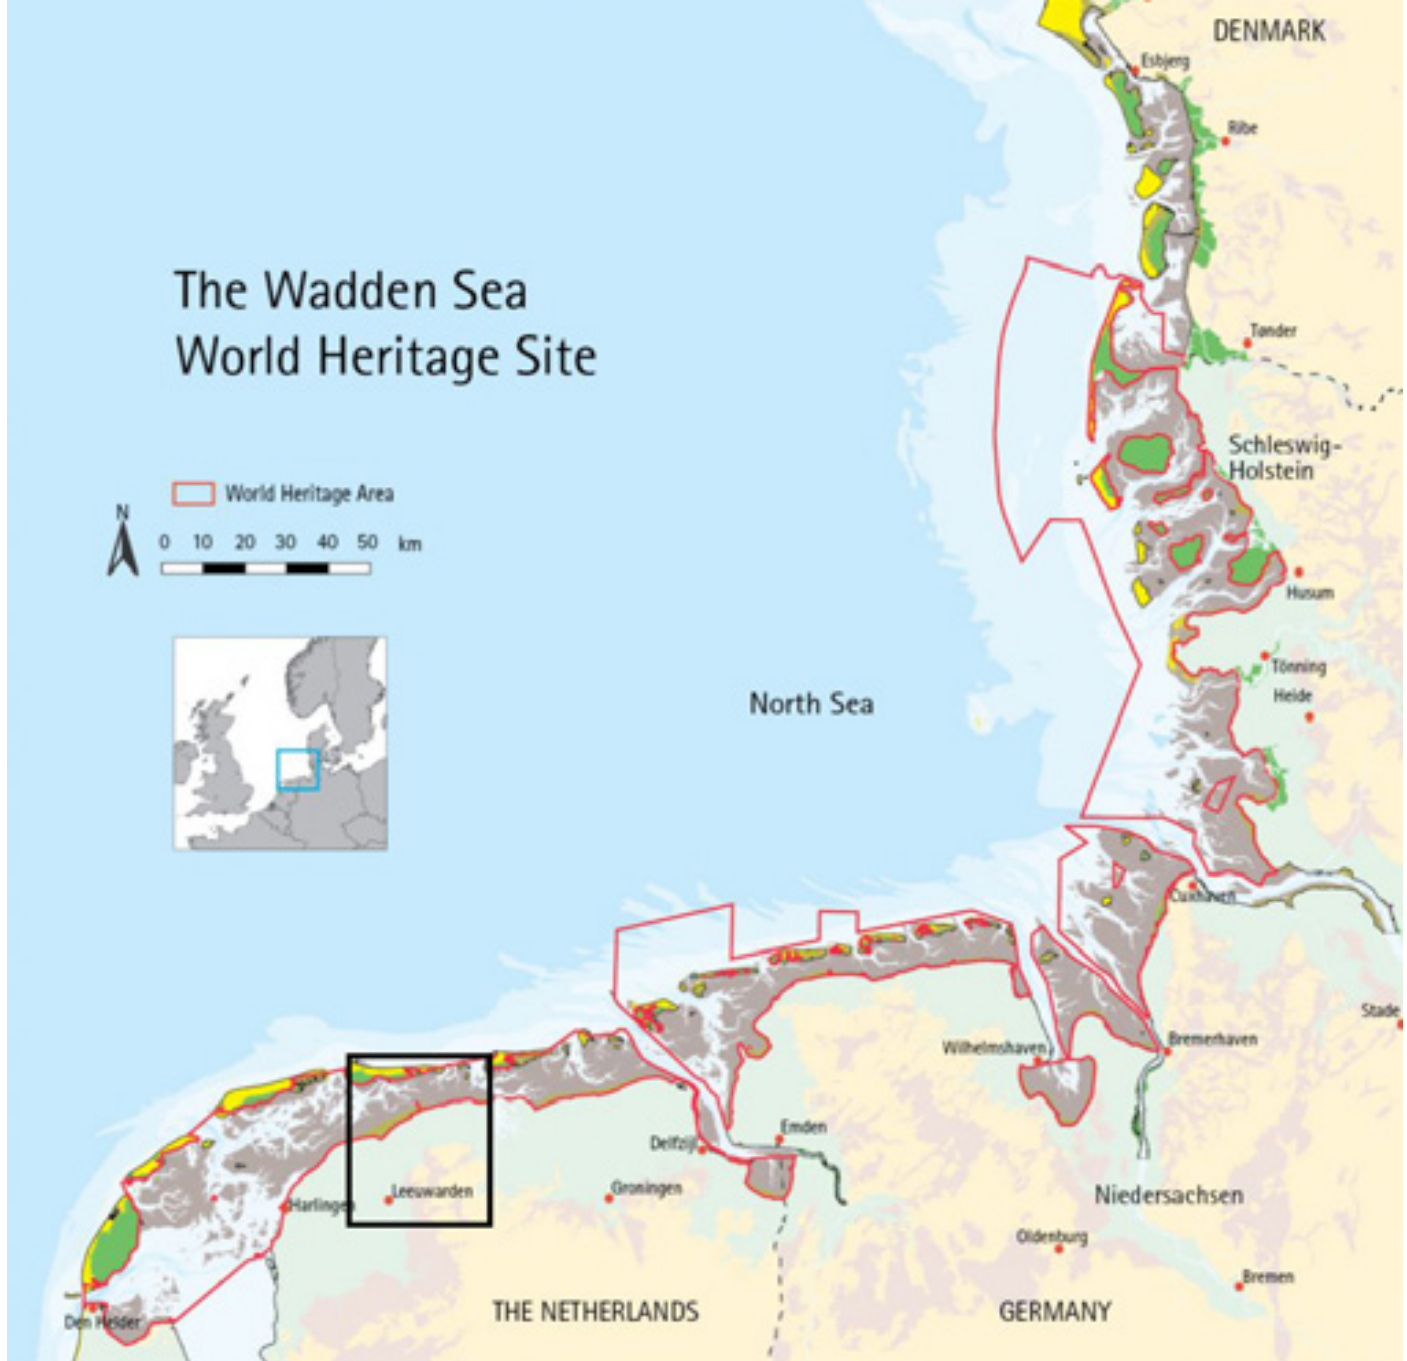 DENMARK
Esbjerg
Ribe
The Wadden Sea
World Heritage Site
Tønder
Schleswig-
Holstein
World Heritage Area
N
0 10 20 30 40 50 km
Husum
Tönning
Heide
North Sea
Cuxhaven
Stade
Wilhelmshaven
Bremerhaven
Emden
Delfzijl
Leeuwarden
Groningen
Harlingen
Niedersachsen
Oldenburg
Bremen
THE NETHERLANDS
GERMANY
Den Helder